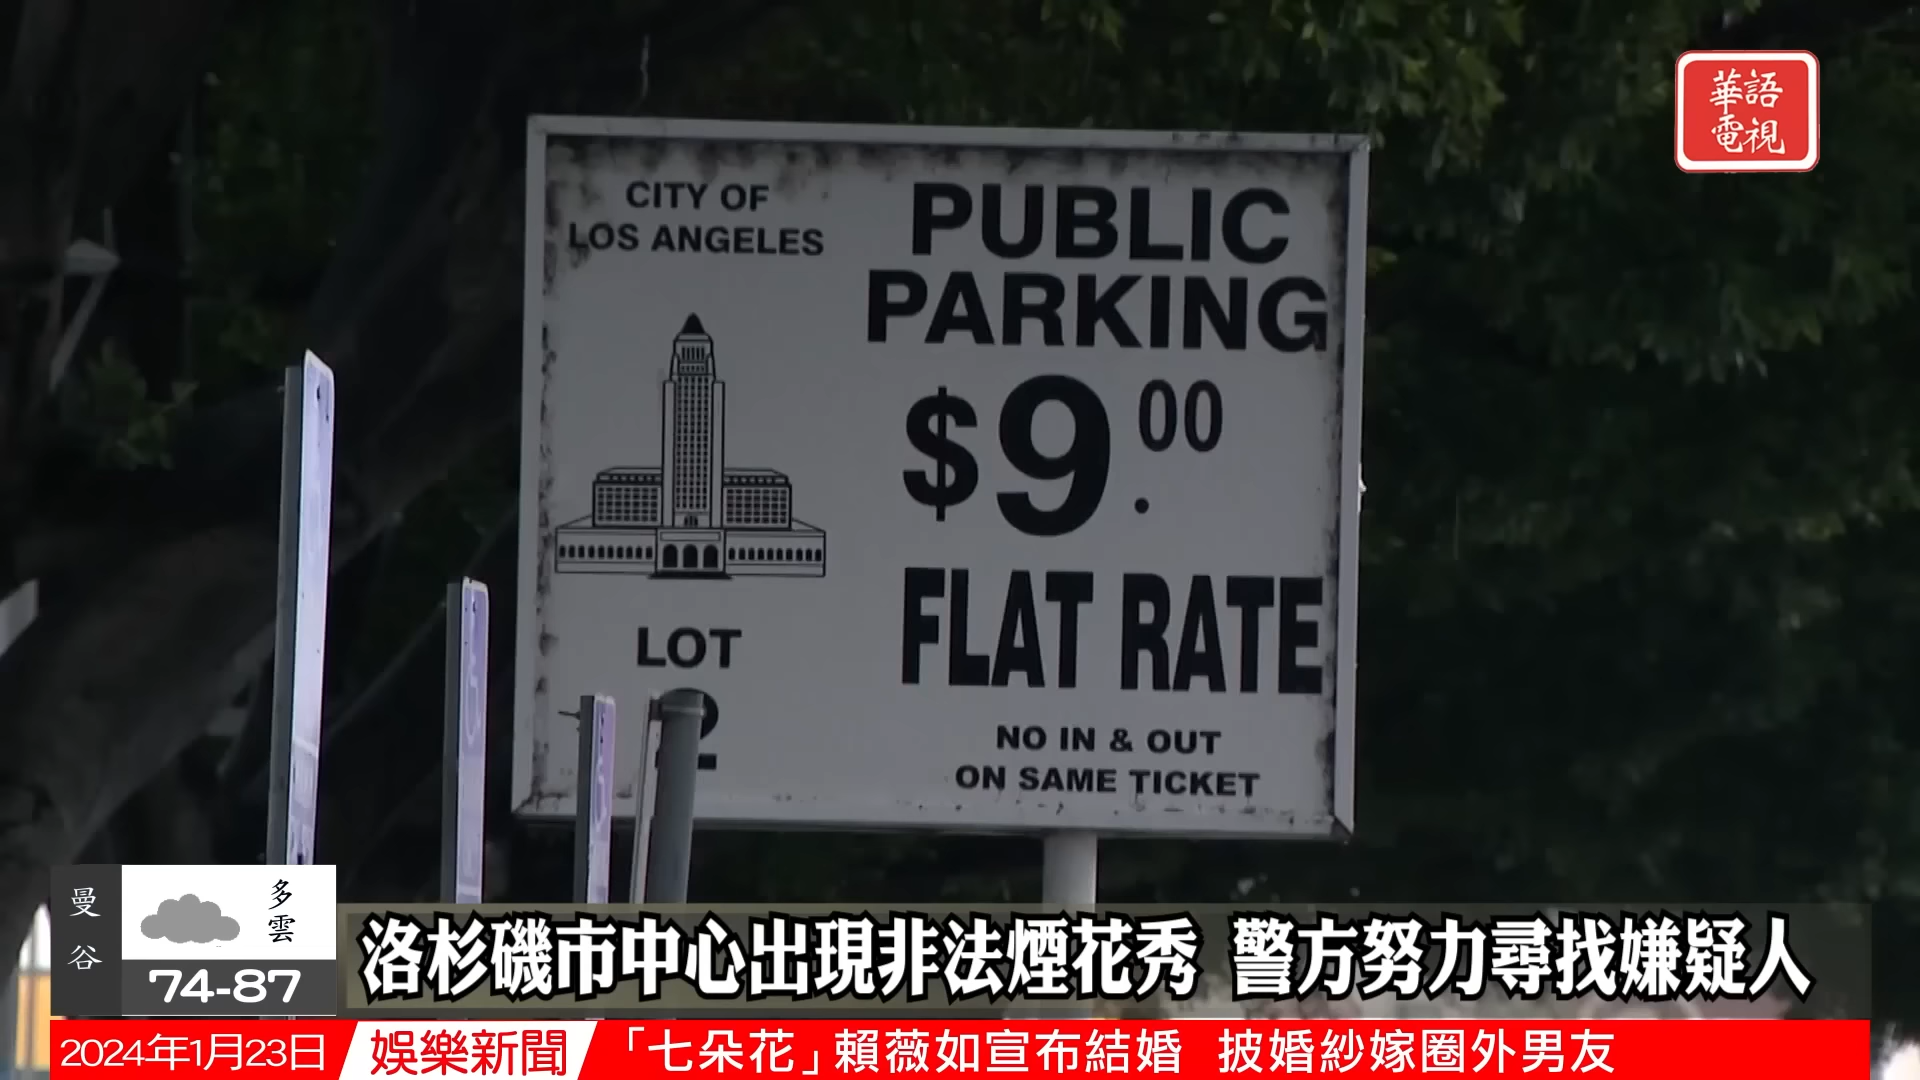 華語
電視
CITY OF
LOS ANGELES
PUBLIC
PARKING
$9.00
FLAT RATE
LOT
2
NO IN & OUT
ON SAME TICKET
曼谷
多雲
74-87
洛杉磯市中心出現非法煙花秀 警方努力尋找嫌疑人
2024年1月23日
娛樂新聞
「七朵花」賴薇如宣布結婚 披婚紗嫁圈外男友